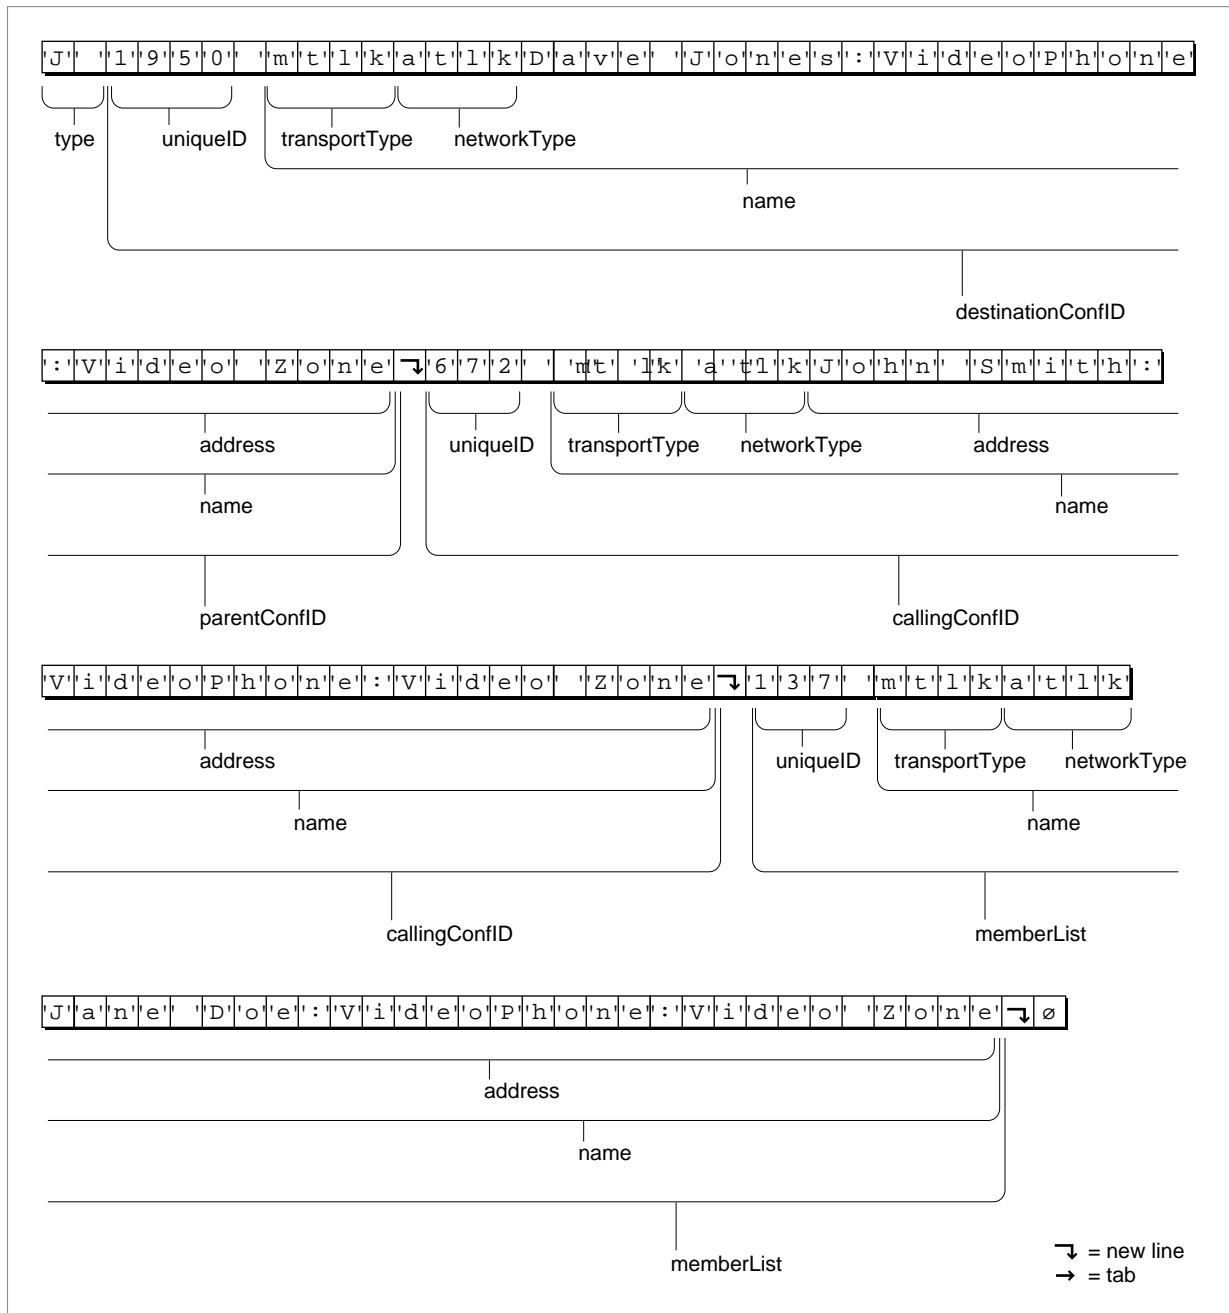 'J'' ''1''9''5''0'' ''m''t''l''k''a''t''l''k''D''a''v''e'' ''J''o''n''e''s'':''V''i''d''e''o''P''h''o''n''e'
type uniqueID transportType networkType
name
destinationConfID
':''V''i''d''e''o'' ''Z''o''n''e' ↴ '6''7''2'' ''m''t''l''k''a''t''l''k''J''o''h''n'' ''S''m''i''t''h'':'
address uniqueID transportType networkType address
name name
parentConfID callingConfID
'V''i''d''e''o''P''h''o''n''e'':''V''i''d''e''o'' ''Z''o''n''e' ↴ '1''3''7'' ''m''t''l''k''a''t''l''k'
address uniqueID transportType networkType
name name
callingConfID memberList
'J''a''n''e'' ''D''o''e'':''V''i''d''e''o''P''h''o''n''e'':''V''i''d''e''o'' ''Z''o''n''e' ↴ ∅
address
name
memberList
↴ = new line
→ = tab